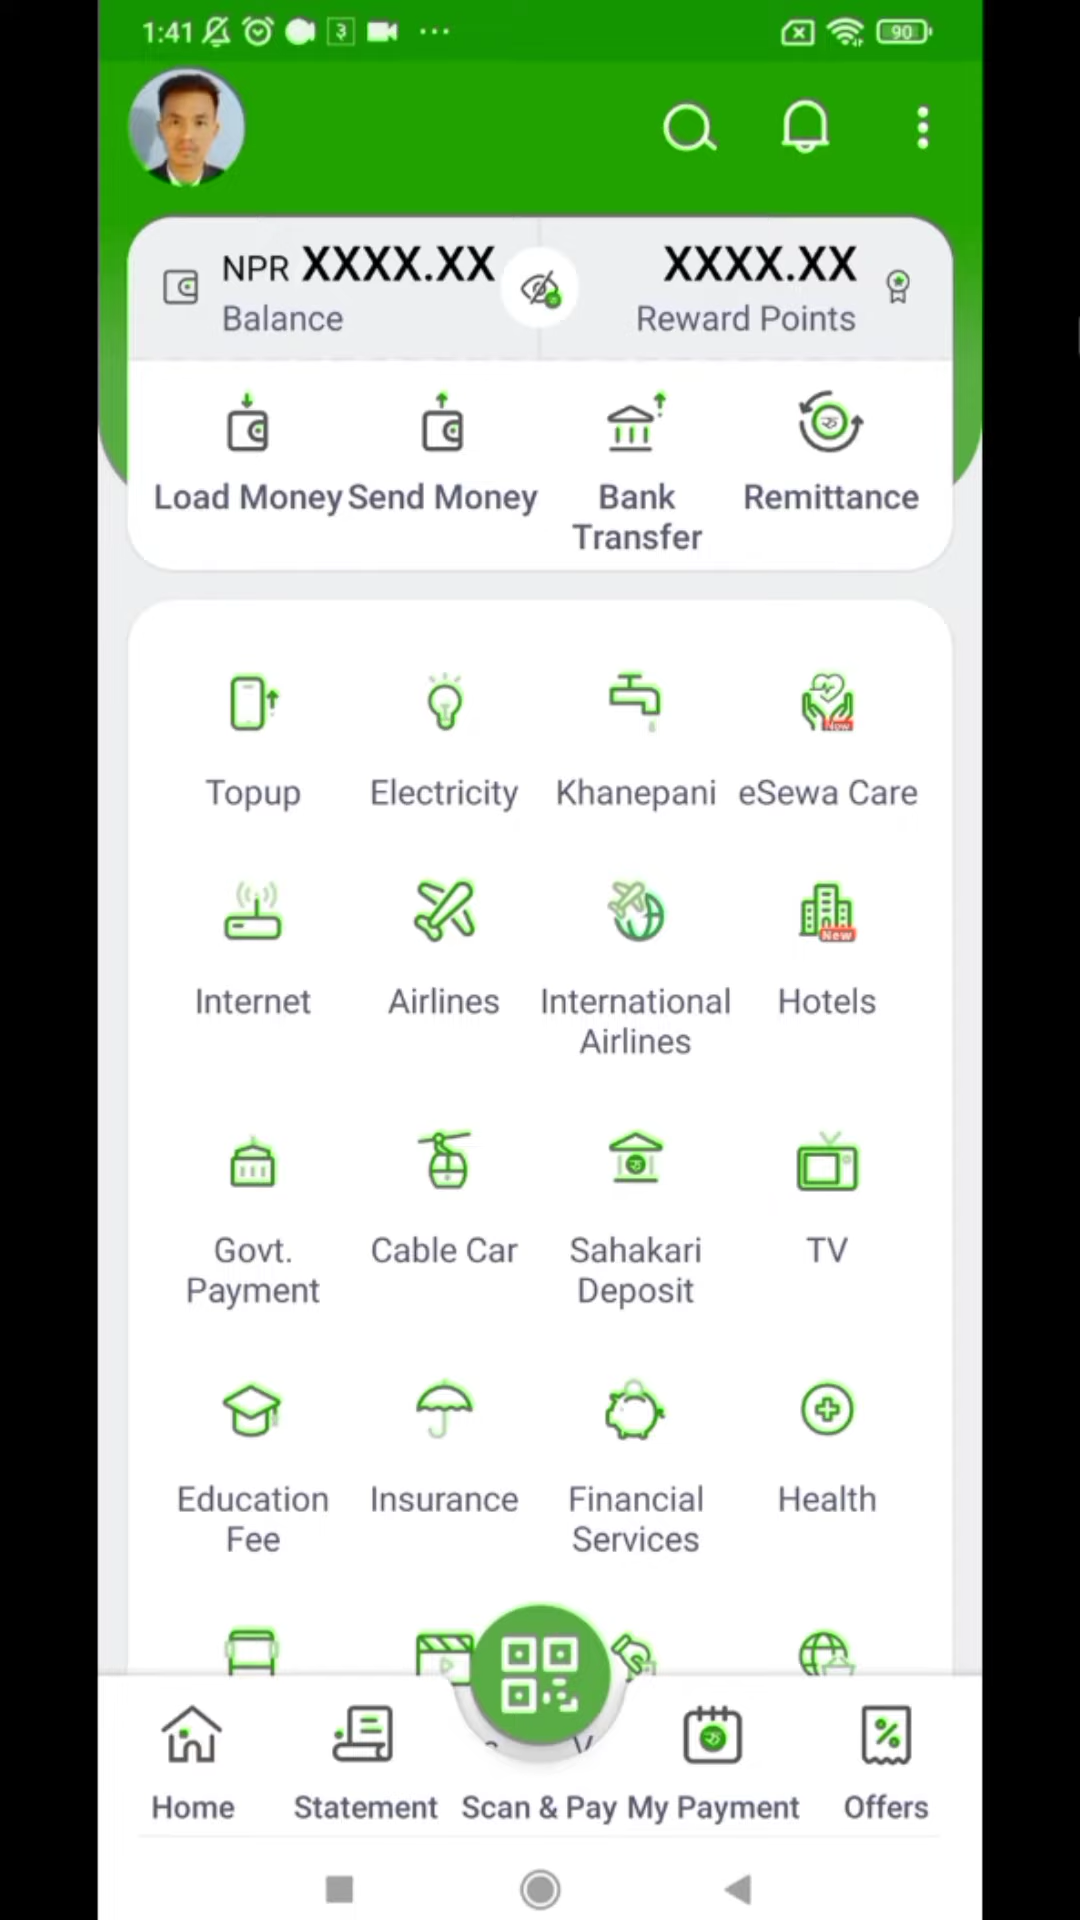 1:41 ३ ... 90
NPR XXXX.XX XXXX.XX
Balance Reward Points
Load Money Send Money Bank Transfer Remittance
Topup Electricity Khanepani eSewa Care
New
Internet Airlines International Airlines Hotels
New
Govt. Payment Cable Car Sahakari Deposit TV
रु
Education Fee Insurance Financial Services Health
Home Statement Scan & Pay My Payment Offers